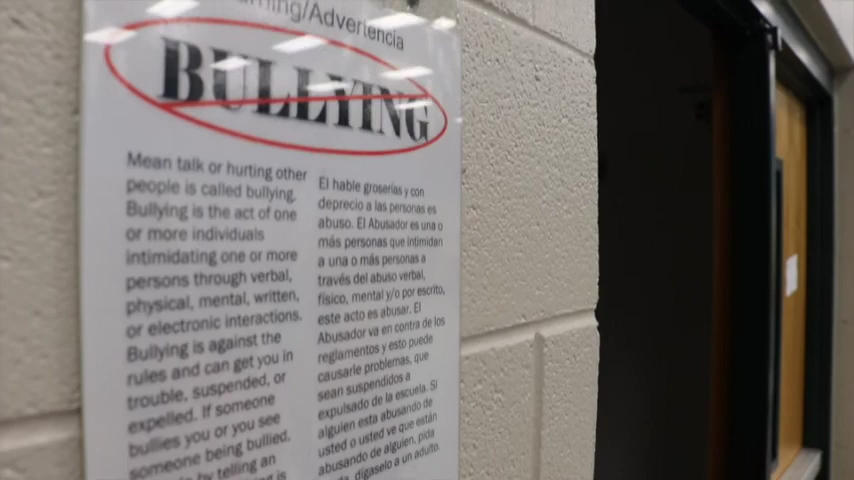 /Advertencia
BULLYING
Mean talk or hurting other
people is called bullying.
Bullying is the act of one
or more individuals
intimidating one or more
persons through verbal,
physical, mental, written,
or electronic interactions.
Bullying is against the
rules and can get you in
trouble, suspended, or
expelled. If someone
bullies you or you see
someone being bullied,
by telling an
is
El hable groserías y con
deprecio a las personas es
abuso. El Abusador es una o
más personas que intimidan
a una o más personas a
través del abuso verbal,
físico, mental y/o por escrito,
este acto es abusar. El
Abusador va en contra de los
reglamentos y esto puede
causarle problemas, que
sean suspendidos a
expulsado de la escuela. Si
alguien esta abusando de
usted o usted ve que están
abusando de alguien, pida
dígaselo a un adulto.